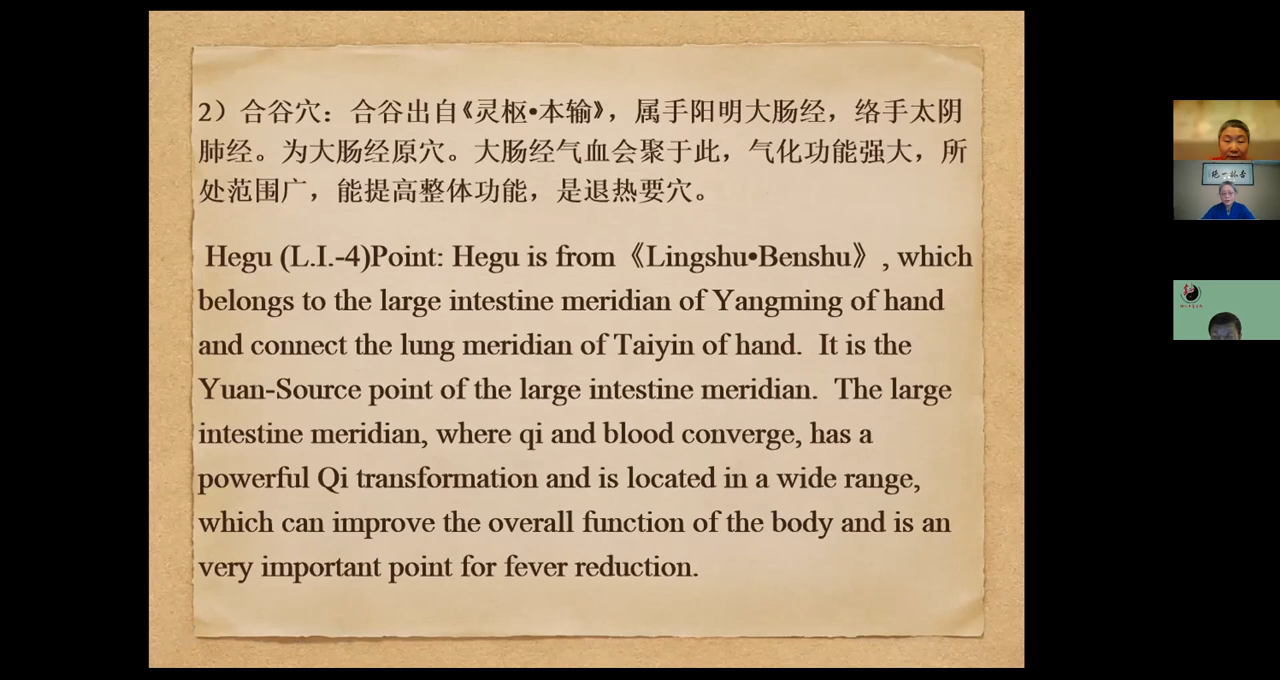 2）合谷穴：合谷出自《灵枢•本输》，属手阳明大肠经，络手太阴
肺经。为大肠经原穴。大肠经气血会聚于此，气化功能强大，所
处范围广，能提高整体功能，是退热要穴。
Hegu (L.I.-4)Point: Hegu is from《Lingshu•Benshu》, which
belongs to the large intestine meridian of Yangming of hand
and connect the lung meridian of Taiyin of hand.  It is the
Yuan-Source point of the large intestine meridian.  The large
intestine meridian, where qi and blood converge, has a
powerful Qi transformation and is located in a wide range,
which can improve the overall function of the body and is an
very important point for fever reduction.